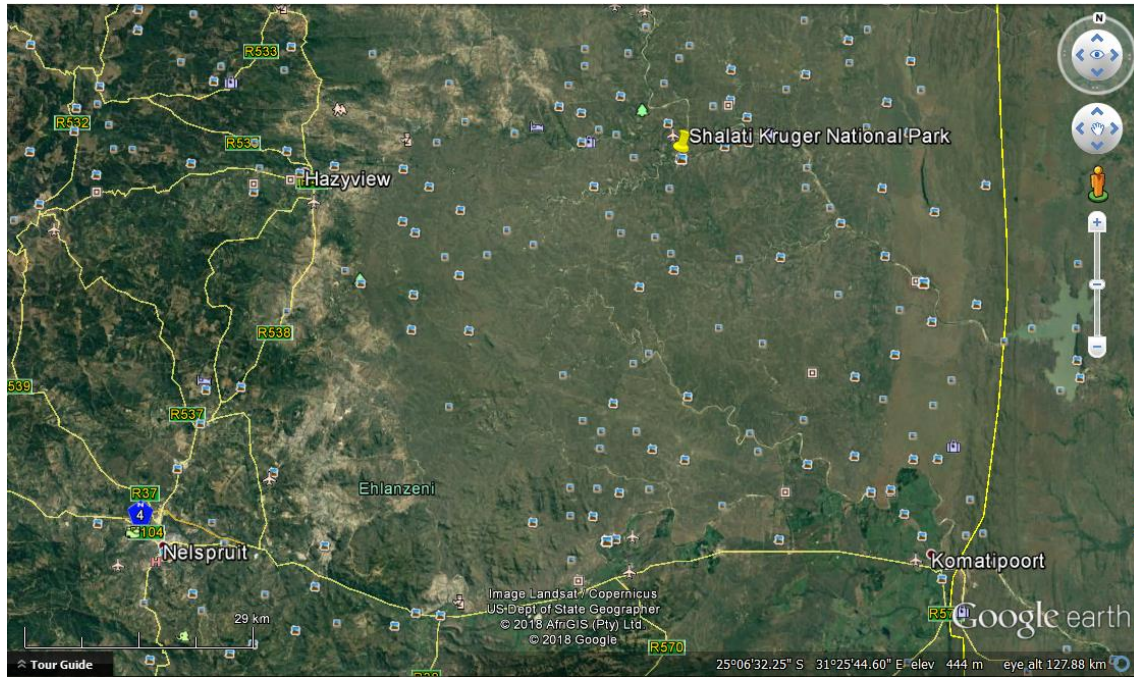 R533
N
R532
R53
Shalati Kruger National Park
Hazyview
R538
539
R537
Ehlanzeni
R37
4
104
Nelspruit
H
Komatipoort
29 km
Image Landsat / Copernicus
US Dept of State Geographer
© 2018 AfriGIS (Pty) Ltd
© 2018 Google
R57
Google earth
R570
Tour Guide
25°06'32.25" S 31°25'44.60" E elev 444 m eye alt 127.88 km